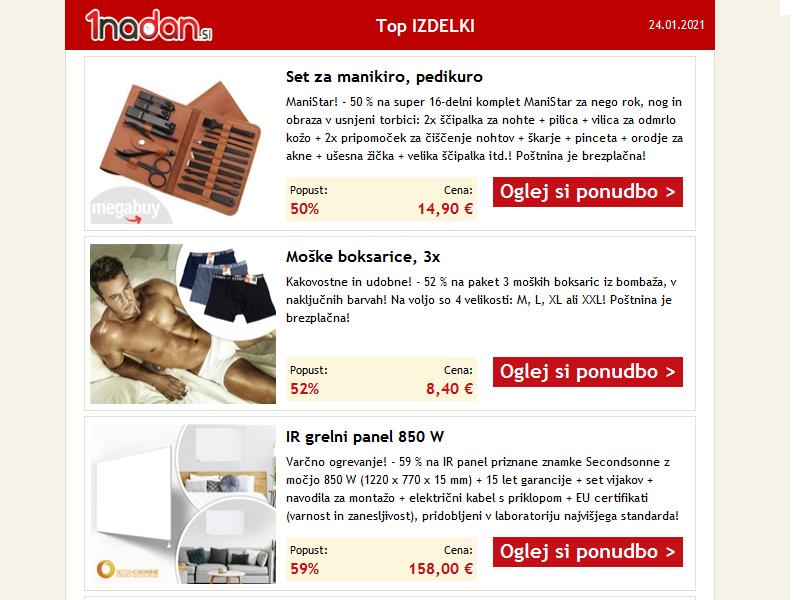 1nadan.si
Top IZDELKI
24.01.2021
Set za manikiro, pedikuro
ManiStar! - 50 % na super 16-delni komplet ManiStar za nego rok, nog in
obraza v usnjeni torbici: 2x ščipalka za nohte + pilica + vilica za odmrlo
kožo + 2x pripomoček za čiščenje nohtov + škarje + pinceta + orodje za
akne + ušesna žička + velika ščipalka itd.! Poštnina je brezplačna!
megabuy
Popust:
Cena:
50%
14,90 €
Oglej si ponudbo >
Moške boksarice, 3x
Kakovostne in udobne! - 52 % na paket 3 moških boksaric iz bombaža, v
naključnih barvah! Na voljo so 4 velikosti: M, L, XL ali XXL! Poštnina je
brezplačna!
Popust:
Cena:
52%
8,40 €
Oglej si ponudbo >
IR grelni panel 850 W
Varčno ogrevanje! - 59 % na IR panel priznane znamke Secondsonne z
močjo 850 W (1220 x 770 x 15 mm) + 15 let garancije + set vijakov +
navodila za montažo + električni kabel s priklopom + EU certifikati
(varnost in zanesljivost), pridobljeni v laboratoriju najvišjega standarda!
SECONDSONNE
Popust:
Cena:
59%
158,00 €
Oglej si ponudbo >